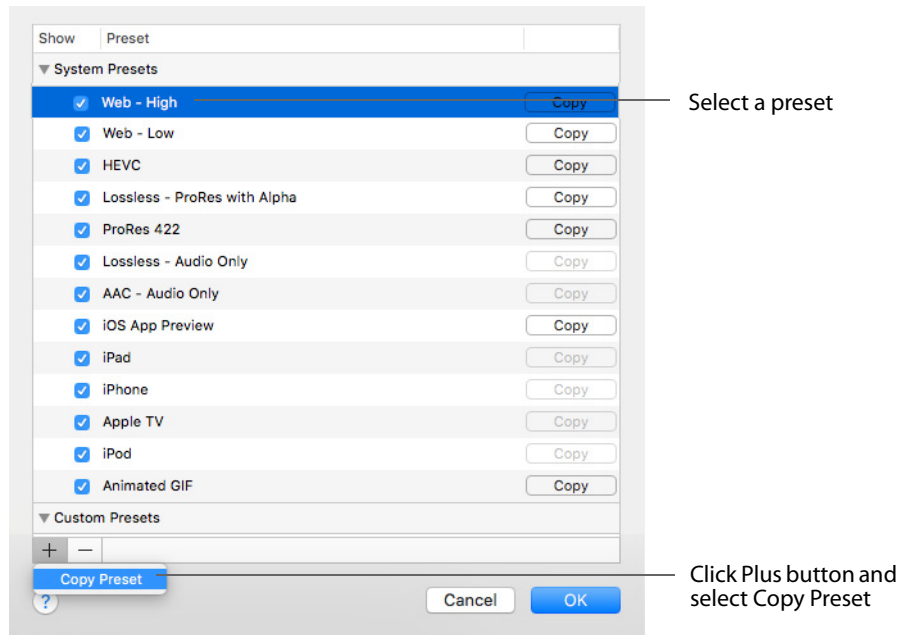 Show Preset
System Presets
Web - High Copy
Select a preset
Web - Low Copy
HEVC Copy
Lossless - ProRes with Alpha Copy
ProRes 422 Copy
Lossless - Audio Only Copy
AAC - Audio Only Copy
iOS App Preview Copy
iPad Copy
iPhone Copy
Apple TV Copy
iPod Copy
Animated GIF Copy
Custom Presets
+ −
Copy Preset
Click Plus button and
select Copy Preset
? Cancel OK